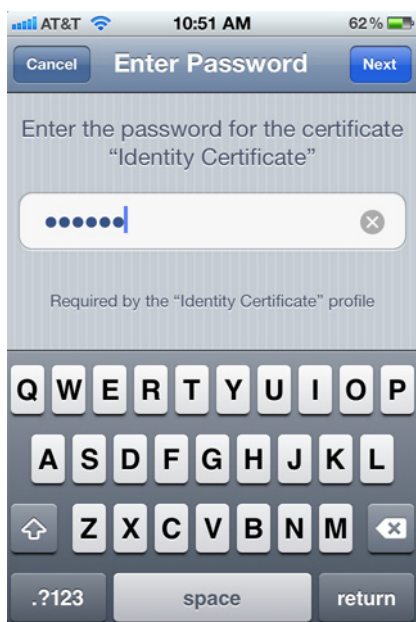 AT&T 10:51 AM 62%
Cancel Enter Password Next
Enter the password for the certificate
“Identity Certificate”
••••••
Required by the “Identity Certificate” profile
Q W E R T Y U I O P
A S D F G H J K L
Z X C V B N M
.?123 space return